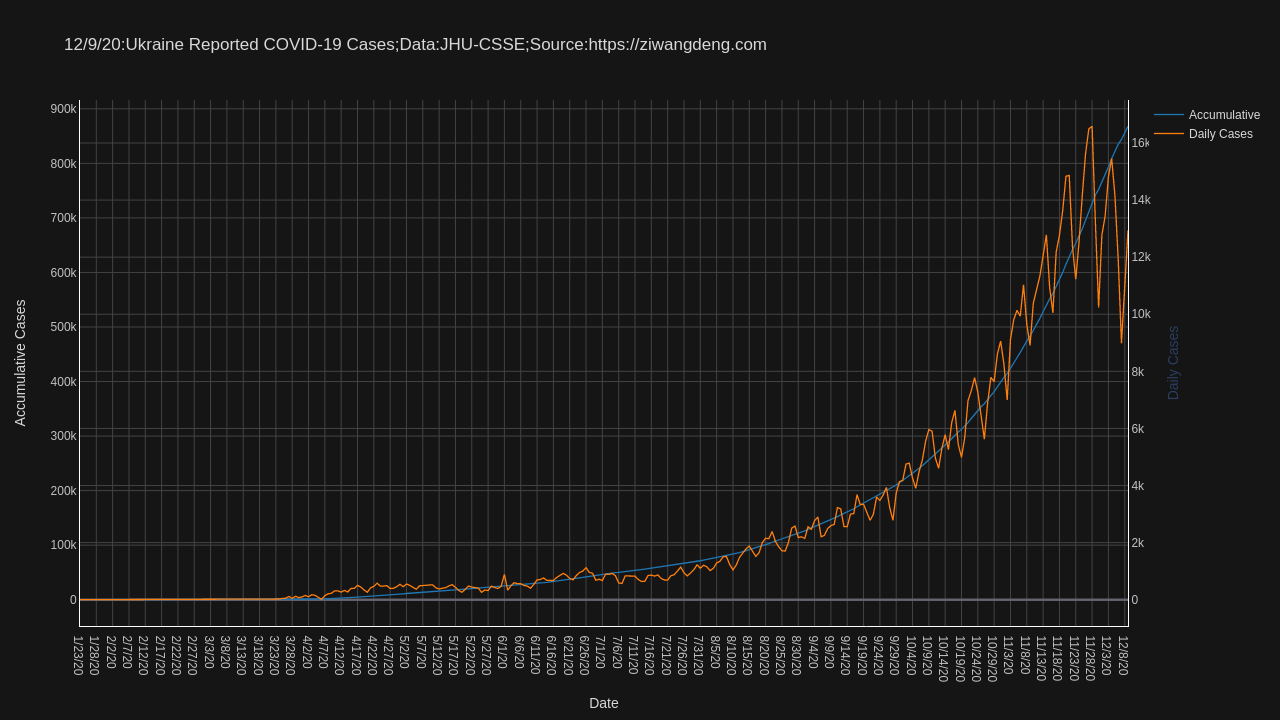 12/9/20:Ukraine Reported COVID-19 Cases;Data:JHU-CSSE;Source:https://ziwangdeng.com
Accumulative
Daily Cases
900k
800k
700k
600k
500k
400k
300k
200k
100k
0
Accumulative Cases
16k
14k
12k
10k
8k
6k
4k
2k
0
Daily Cases
1/23/20
1/28/20
2/2/20
2/7/20
2/12/20
2/17/20
2/22/20
2/27/20
3/3/20
3/8/20
3/13/20
3/18/20
3/23/20
3/28/20
4/2/20
4/7/20
4/12/20
4/17/20
4/22/20
4/27/20
5/2/20
5/7/20
5/12/20
5/17/20
5/22/20
5/27/20
6/1/20
6/6/20
6/11/20
6/16/20
6/21/20
6/26/20
7/1/20
7/6/20
7/11/20
7/16/20
7/21/20
7/26/20
7/31/20
8/5/20
8/10/20
8/15/20
8/20/20
8/25/20
8/30/20
9/4/20
9/9/20
9/14/20
9/19/20
9/24/20
9/29/20
10/4/20
10/9/20
10/14/20
10/19/20
10/24/20
10/29/20
11/3/20
11/8/20
11/13/20
11/18/20
11/23/20
11/28/20
12/3/20
12/8/20
Date